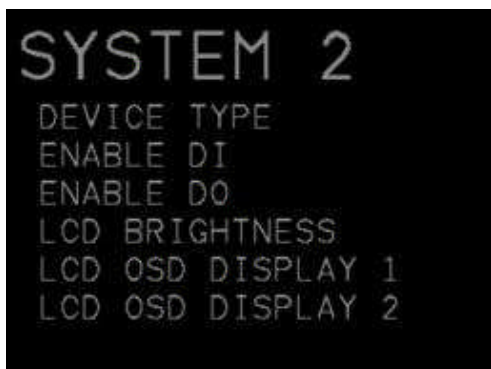 SYSTEM 2
DEVICE TYPE
ENABLE DI
ENABLE DO
LCD BRIGHTNESS
LCD OSD DISPLAY 1
LCD OSD DISPLAY 2